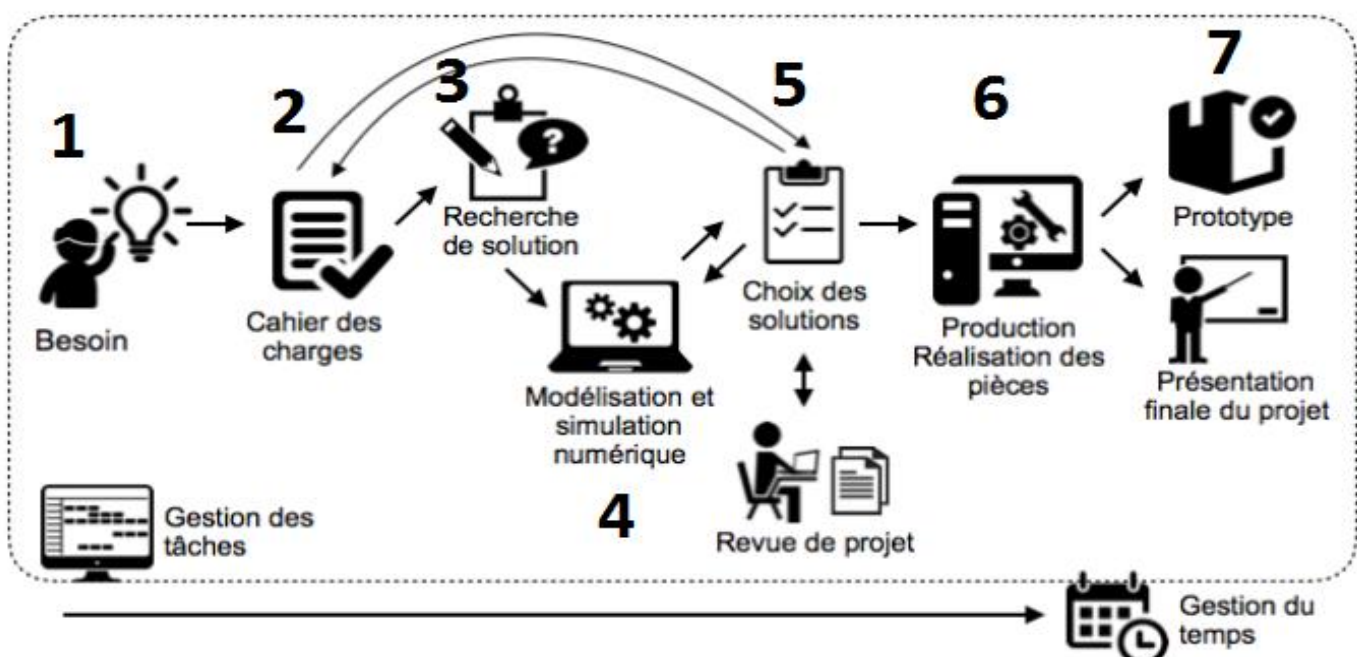 1
Besoin
2
Cahier des
charges
3
Recherche
de solution
?
Modélisation et
simulation
numérique
4
5
Choix des
solutions
Revue de projet
6
Production
Réalisation des
pièces
7
Prototype
Présentation
finale du projet
Gestion des
tâches
Gestion du
temps